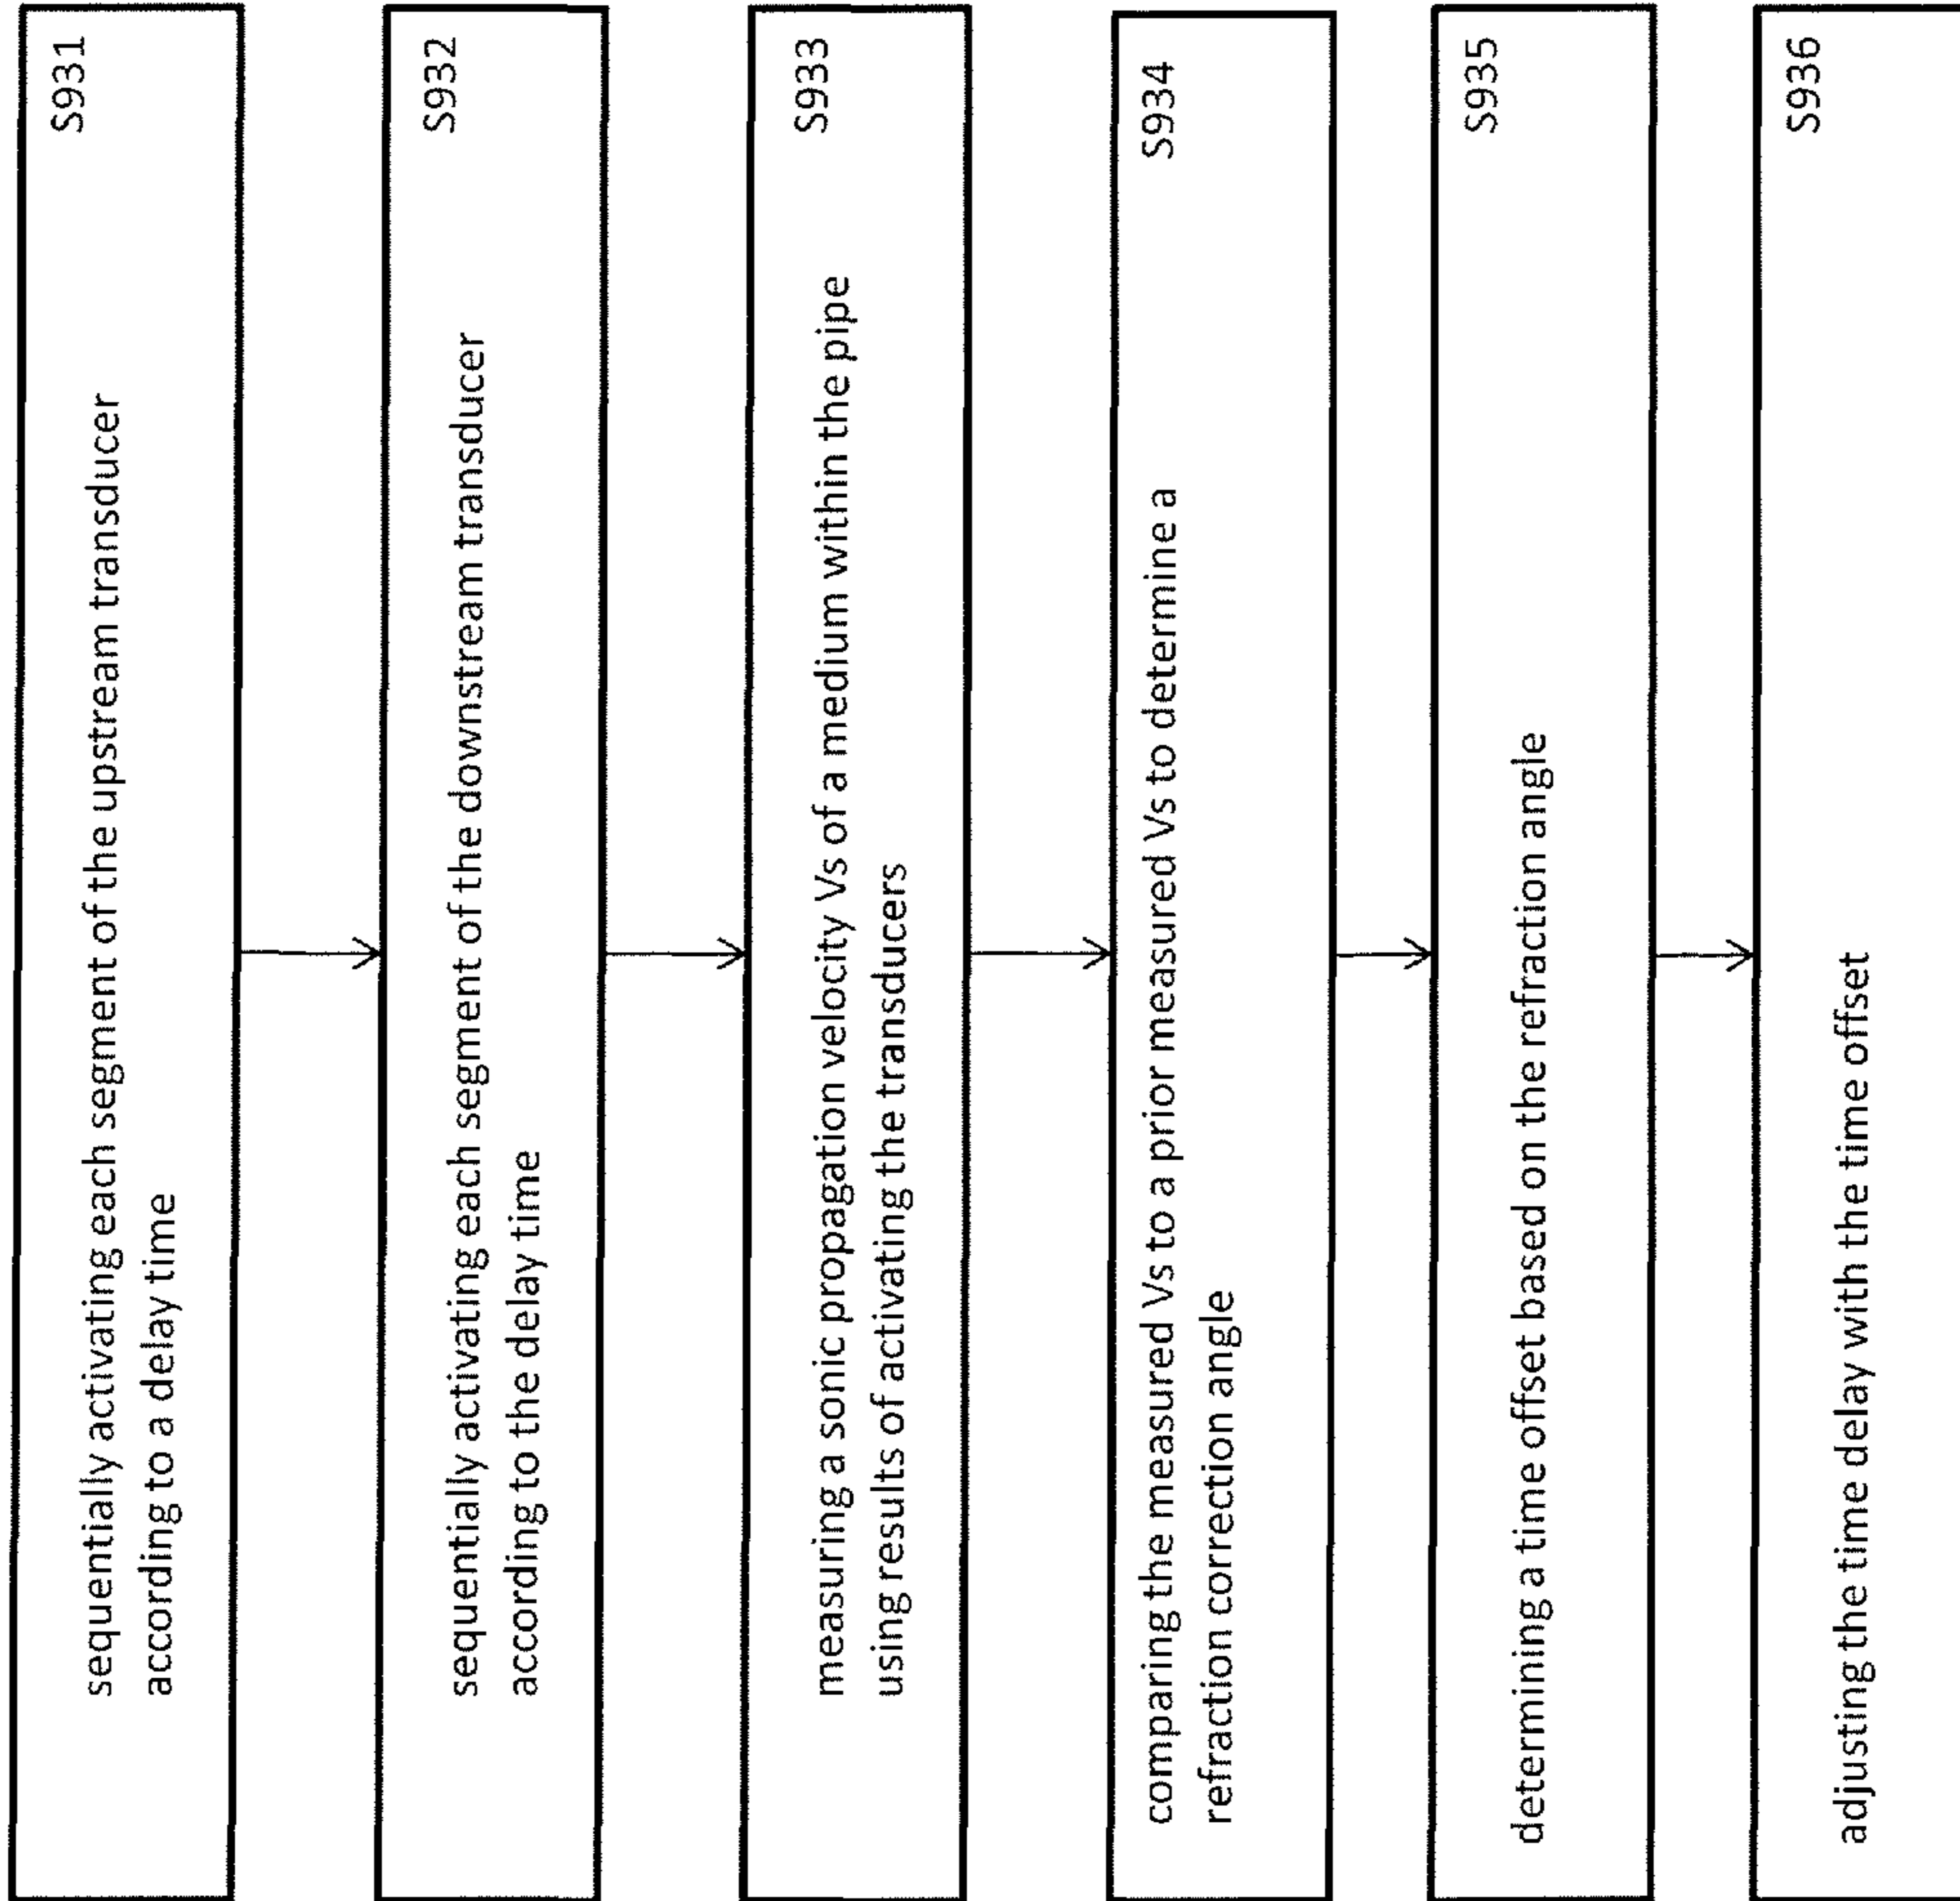 S931
sequentially activating each segment of the upstream transducer
according to a delay time
S932
sequentially activating each segment of the downstream transducer
according to the delay time
S933
measuring a sonic propagation velocity Vs of a medium within the pipe
using results of activating the transducers
S934
comparing the measured Vs to a prior measured Vs to determine a
refraction correction angle
S935
determining a time offset based on the refraction angle
S936
adjusting the time delay with the time offset